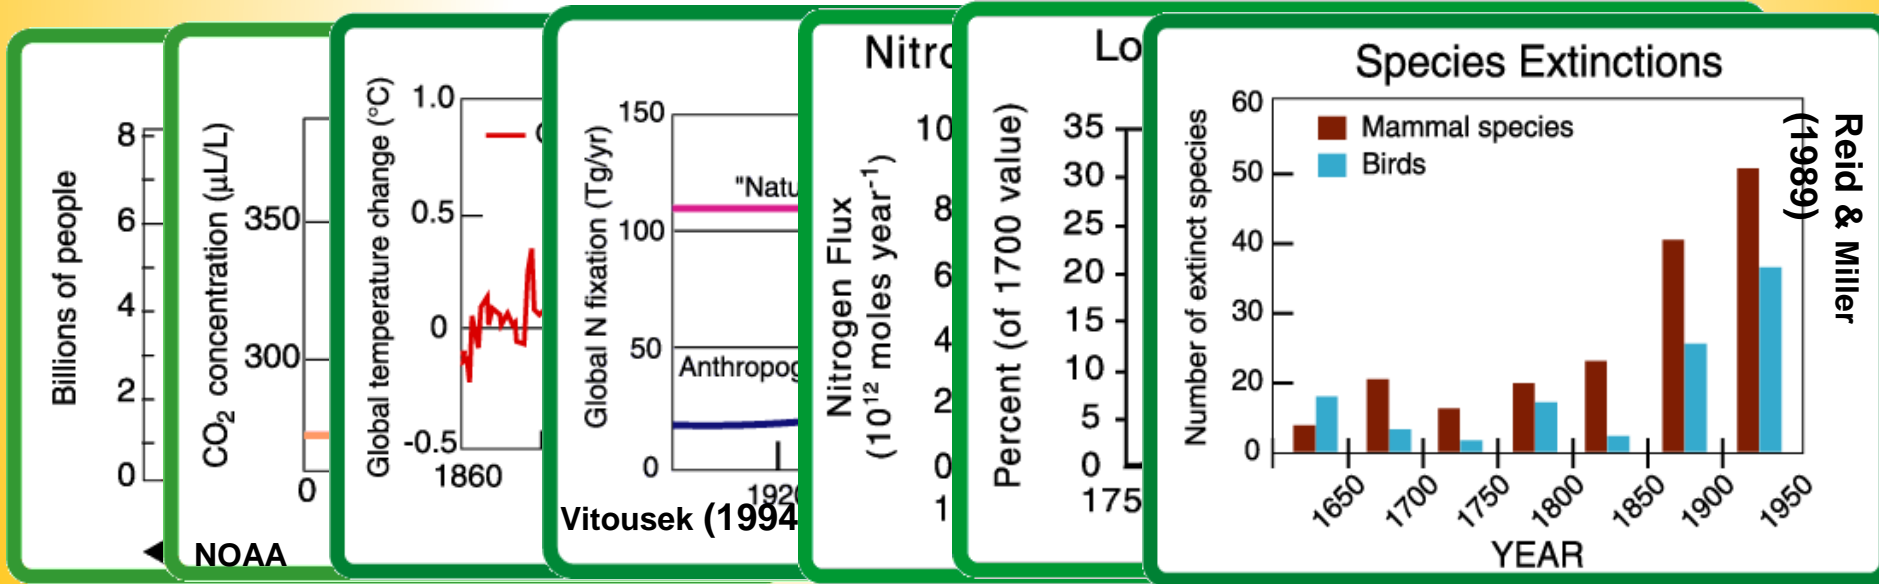 Billions of people
8
6
4
2
0
CO₂ concentration (µL/L)
350
300
0
NOAA
Global temperature change (°C)
1.0
0.5
0
-0.5
1860
Global N fixation (Tg/yr)
150
100
50
0
"Natu
Anthropog
1920
Vitousek (1994
Nitro
Nitrogen Flux
(10¹² moles year⁻¹)
10
8
6
4
2
0
1
Lo
Percent (of 1700 value)
35
30
25
20
15
10
5
0
175
Species Extinctions
Number of extinct species
60
50
40
30
20
0
Mammal species
Birds
1650
1700
1750
1800
1850
1900
1950
YEAR
Reid & Miller
(1989)